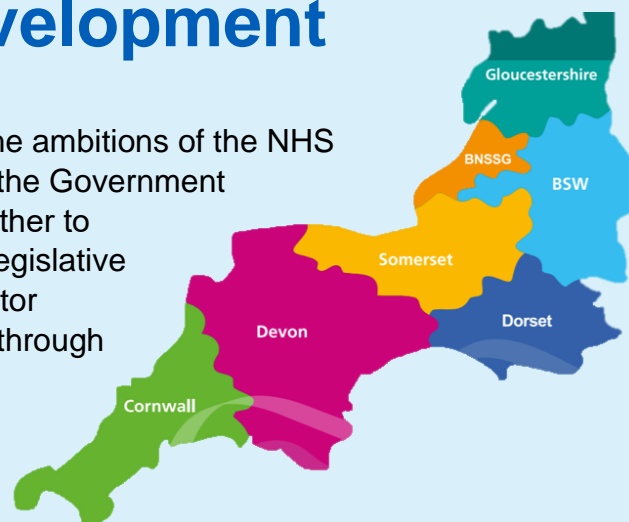 velopment
ne ambitions of the NHS
the Government
ther to
egislative
tor
through
Gloucestershire
BNSSG
BSW
Somerset
Dorset
Devon
Cornwall